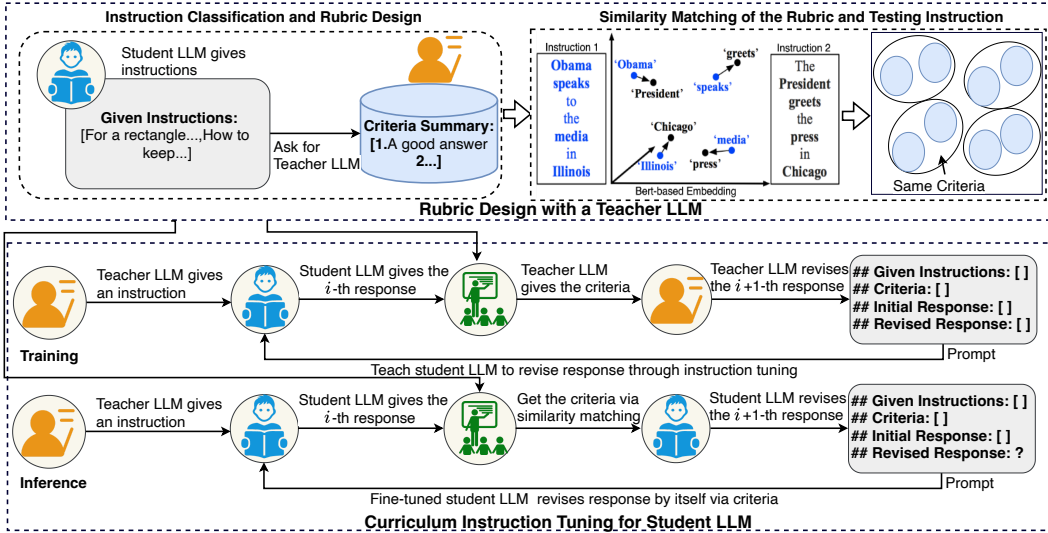 Instruction Classification and Rubric Design
Student LLM gives
instructions
Given Instructions:
[For a rectangle...,How to
keep...]
Ask for
Teacher LLM
Criteria Summary:
[1.A good answer
2...]
Similarity Matching of the Rubric and Testing Instruction
Instruction 1
Obama
speaks
to
the
media
in
Illinois
'Obama'
'President'
'greets'
'speaks'
'Chicago'
'Illinois'
'media'
'press'
Bert-based Embedding
Instruction 2
The
President
greets
the
press
in
Chicago
Same Criteria
Rubric Design with a Teacher LLM
Training
Teacher LLM gives
an instruction
Student LLM gives the
i-th response
Teacher LLM
gives the criteria
Teacher LLM revises
the i+1-th response
## Given Instructions: [ ]
## Criteria: [ ]
## Initial Response: [ ]
## Revised Response: [ ]
Prompt
Teach student LLM to revise response through instruction tuning
Inference
Teacher LLM gives
an instruction
Student LLM gives the
i-th response
Get the criteria via
similarity matching
Student LLM revises
the i+1-th response
## Given Instructions: [ ]
## Criteria: [ ]
## Initial Response: [ ]
## Revised Response: ?
Prompt
Fine-tuned student LLM revises response by itself via criteria
Curriculum Instruction Tuning for Student LLM